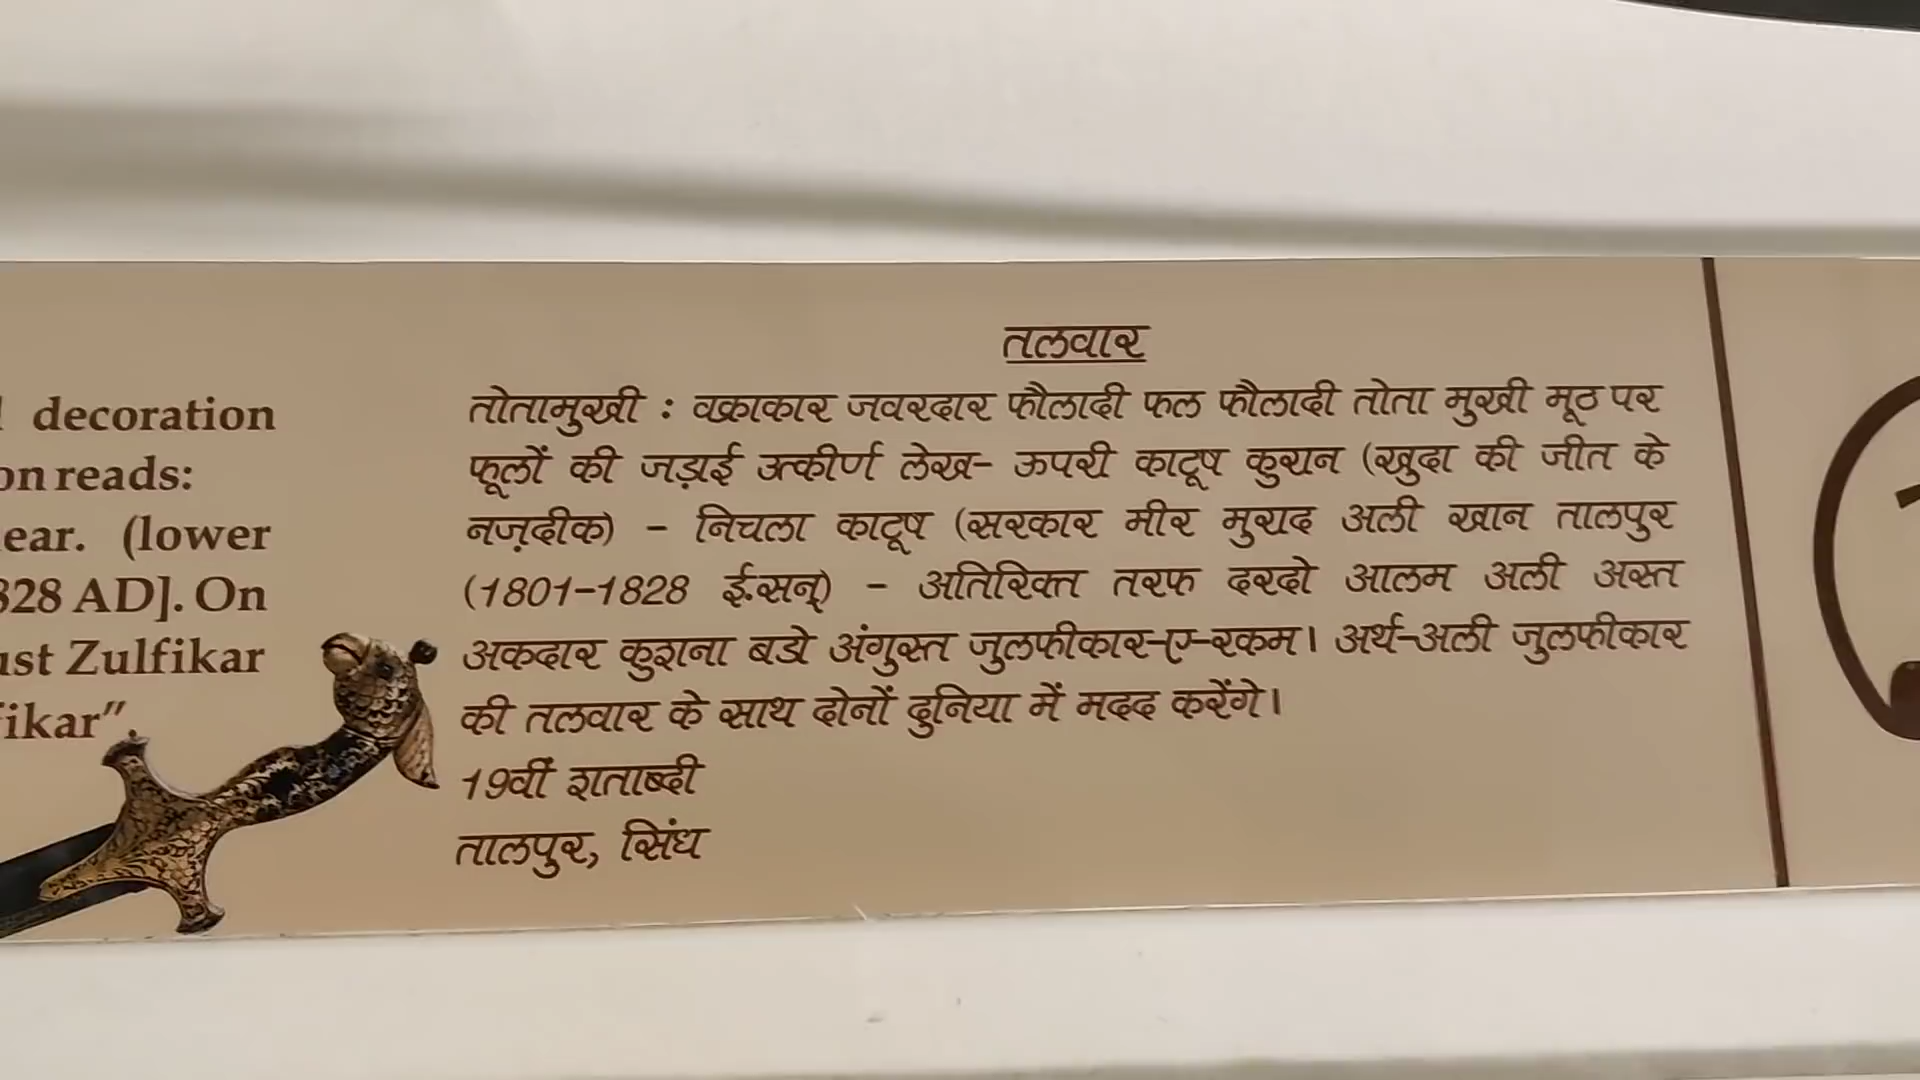 decoration
on reads:
ear. (lower
828 AD]. On
ust Zulfikar
fikar”.
तलवार
तोतामुखी : वक्राकार जवरदार फौलादी फल फौलादी तोता मुखी मूठ पर
फूलों की जड़ाई उत्कीर्ण लेख- ऊपरी काटूष कुरान (खुदा की जीत के
नज़दीक) - निचला काटूष (सरकार मीर मुराद अली खान तालपुर
(1801-1828 ई.सन्) - अतिरिक्त तरफ दरदो आलम अली अस्त
अकदार कुशना बडो अंगुस्त जुलफीकार-ए-रकम। अर्थ-अली जुलफीकार
की तलवार के साथ दोनों दुनिया में मदद करेंगे।
19वीं शताब्दी
तालपुर, सिंध